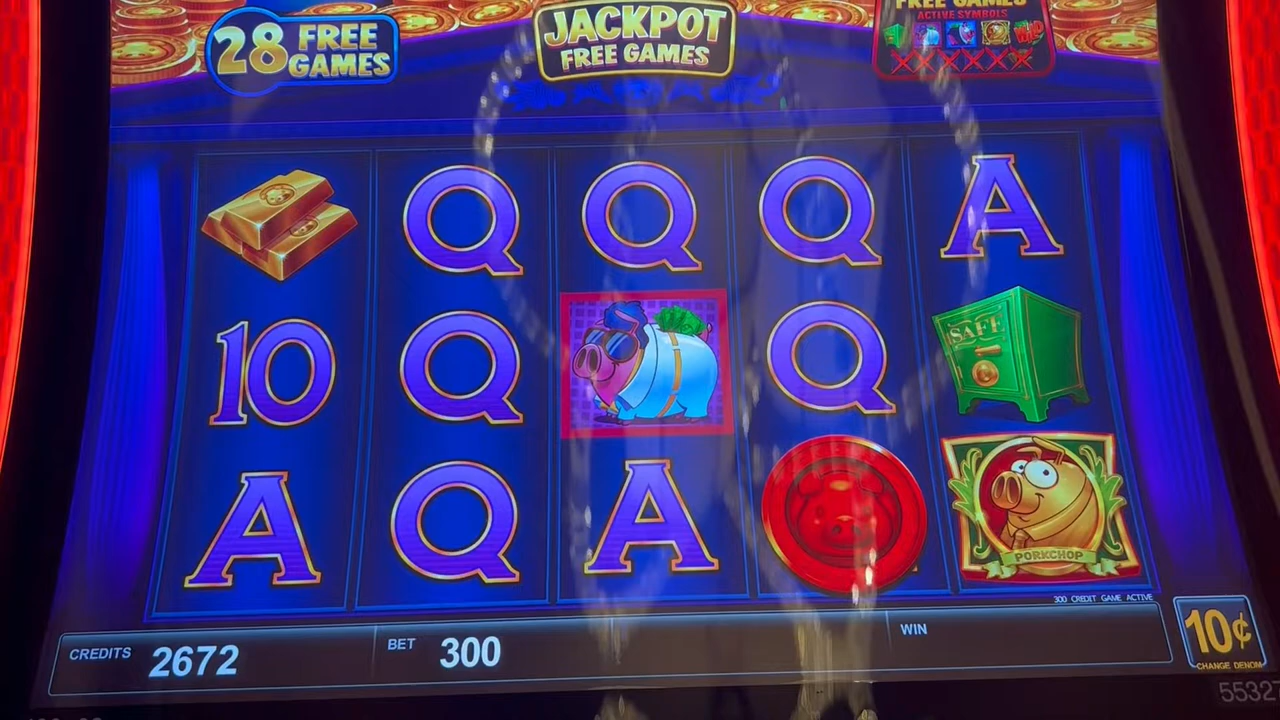 28 FREE GAMES
JACKPOT
FREE GAMES
FREE GAMES
ACTIVE SYMBOLS
Q Q Q A
10 Q Q SAFE
A Q A PORKCHOP
300 CREDIT GAME ACTIVE
CREDITS 2672 BET 300 WIN 10¢
CHANGE DENOM
55327